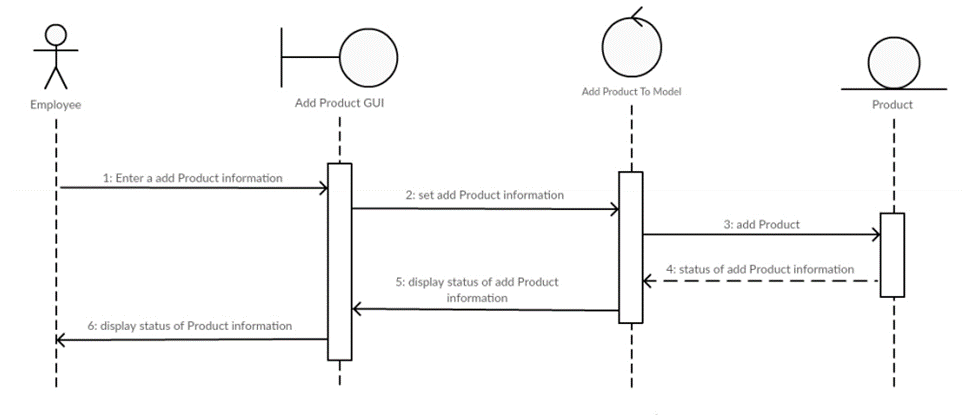 Employee
Add Product GUI
Add Product To Model
Product
1: Enter a add Product information
2: set add Product information
3: add Product
4: status of add Product information
5: display status of add Product
information
6: display status of Product information